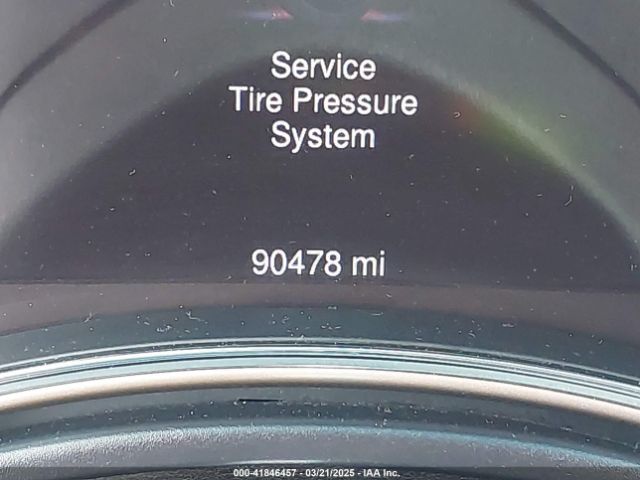 Service
Tire Pressure
System
90478 mi
000-41846457 - 03/21/2025 - IAA Inc.